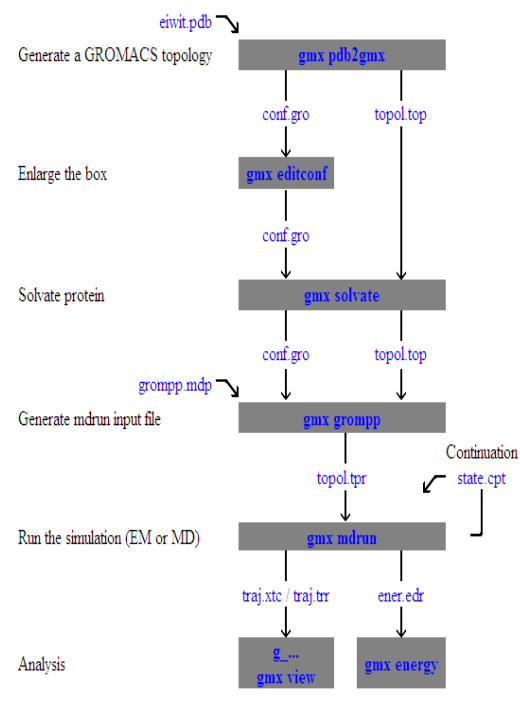 eiwit.pdb
Generate a GROMACS topology
gmx pdb2gmx
conf.gro
topol.top
Enlarge the box
gmx editconf
conf.gro
Solvate protein
gmx solvate
conf.gro
topol.top
grompp.mdp
Generate mdrun input file
gmx grompp
Continuation
topol.tpr
state.cpt
Run the simulation (EM or MD)
gmx mdrun
traj.xtc / traj.trr
ener.edr
Analysis
g_...
gmx view
gmx energy